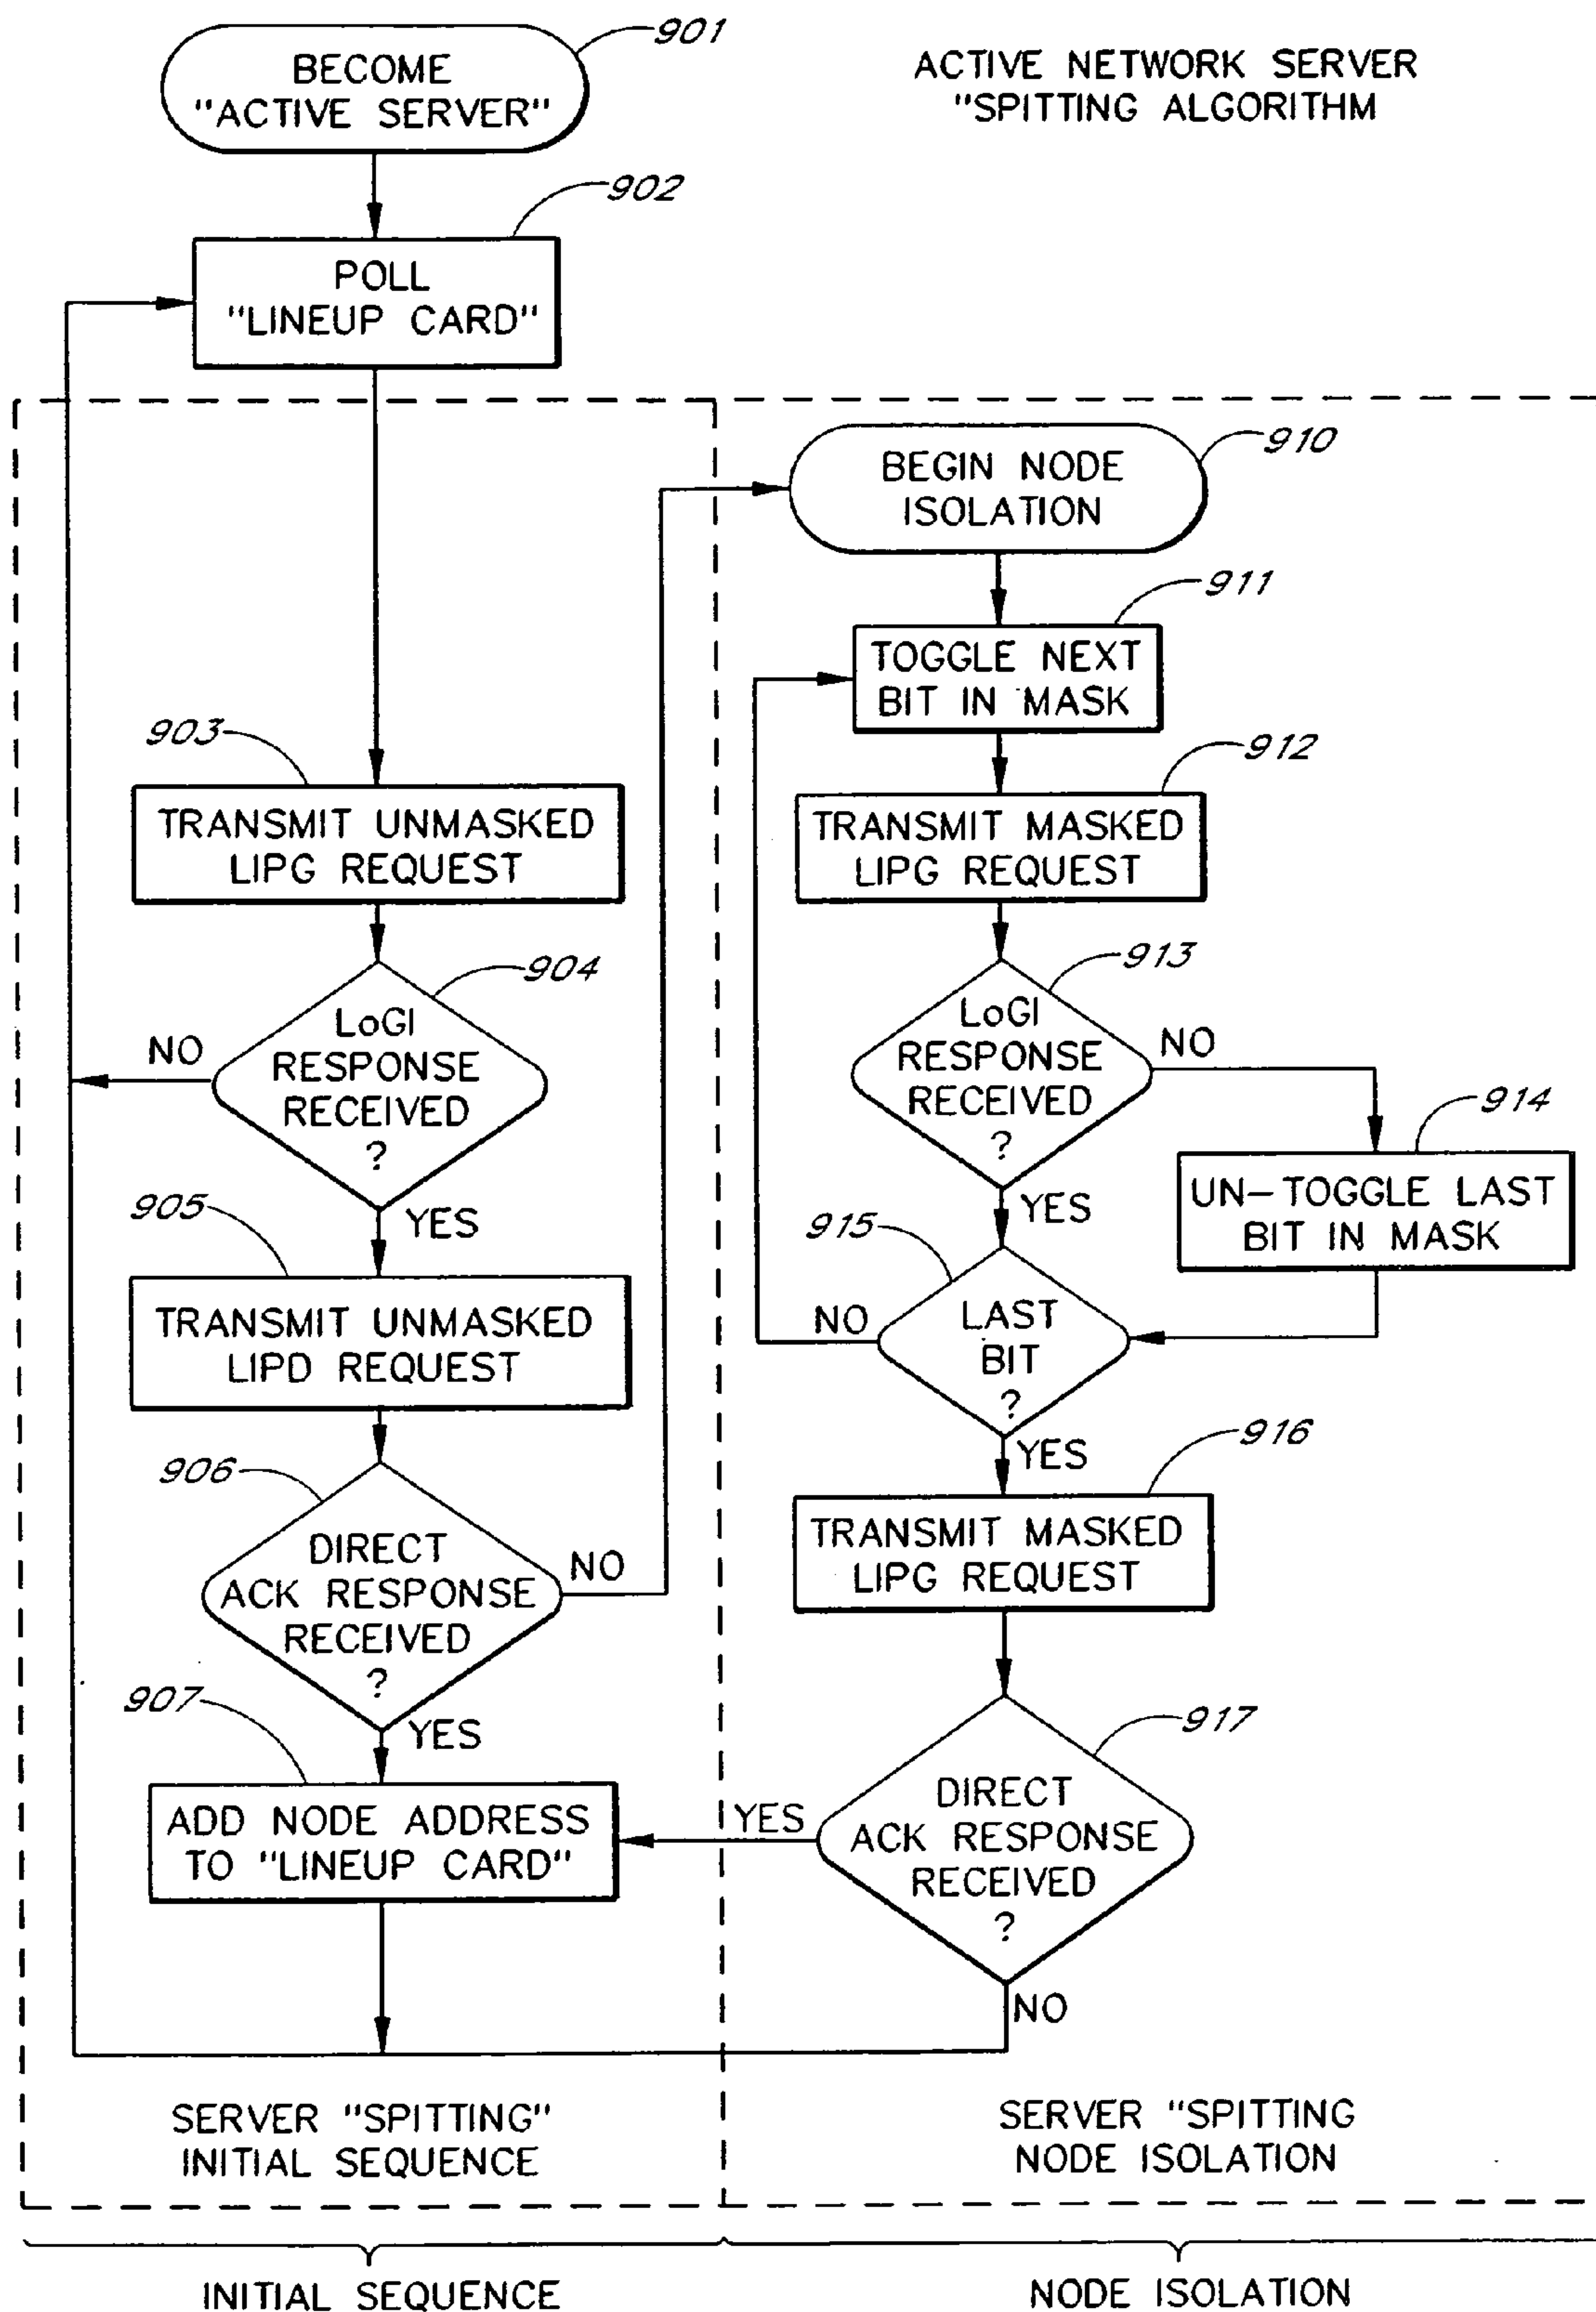 901
BECOME
"ACTIVE SERVER"
ACTIVE NETWORK SERVER
"SPITTING ALGORITHM
902
POLL
"LINEUP CARD"
903
TRANSMIT UNMASKED
LIPG REQUEST
904
LoGI
RESPONSE
RECEIVED
?
NO
YES
905
TRANSMIT UNMASKED
LIPD REQUEST
906
DIRECT
ACK RESPONSE
RECEIVED
?
NO
YES
907
ADD NODE ADDRESS
TO "LINEUP CARD"
SERVER "SPITTING"
INITIAL SEQUENCE
910
BEGIN NODE
ISOLATION
911
TOGGLE NEXT
BIT IN MASK
912
TRANSMIT MASKED
LIPG REQUEST
913
LoGI
RESPONSE
RECEIVED
?
NO
YES
914
UN-TOGGLE LAST
BIT IN MASK
915
LAST
BIT
?
NO
YES
916
TRANSMIT MASKED
LIPG REQUEST
917
DIRECT
ACK RESPONSE
RECEIVED
?
YES
NO
SERVER "SPITTING
NODE ISOLATION
INITIAL SEQUENCE
NODE ISOLATION